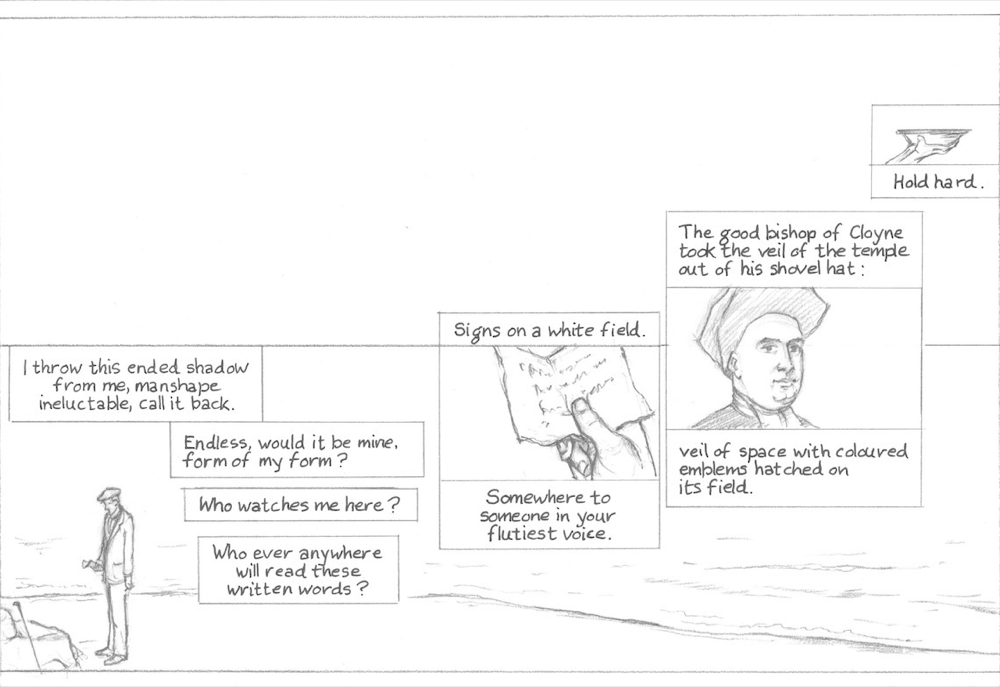 I throw this ended shadow
from me, manshape
ineluctable, call it back.
Endless, would it be mine,
form of my form?
Who watches me here?
Who ever anywhere
will read these
written words?
Signs on a white field.
Somewhere to
someone in your
flutiest voice.
The good bishop of Cloyne
took the veil of the temple
out of his shovel hat:
veil of space with coloured
emblems hatched on
its field.
Hold hard.